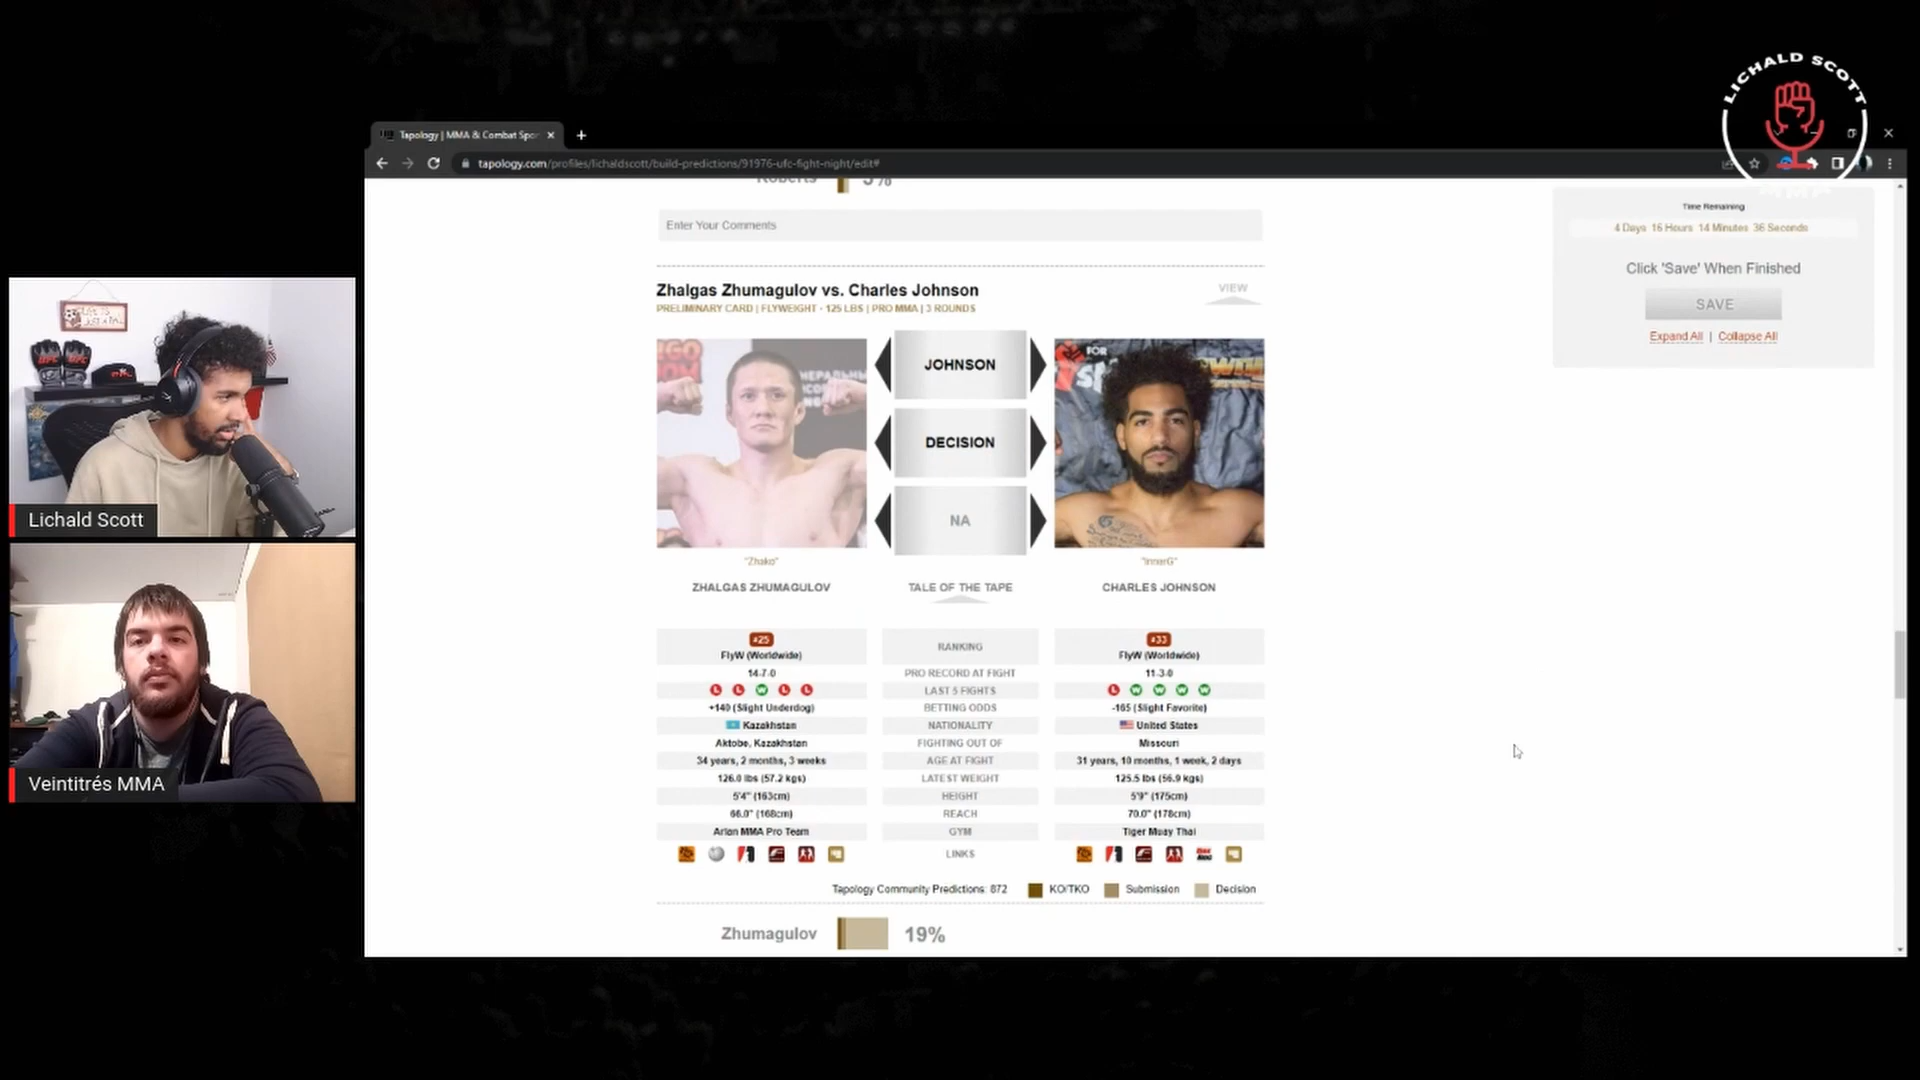 LICHALD SCOTT
Tapology | MMA & Combat Spor
tapology.com/profiles/lichaldscott/build-predictions/91976-ufc-fight-night/edit#
Roberts 5%
Enter Your Comments
Time Remaining
4 Days 16 Hours 14 Minutes 36 Seconds
Click 'Save' When Finished
SAVE
Expand All | Collapse All
Zhalgas Zhumagulov vs. Charles Johnson
VIEW
PRELIMINARY CARD | FLYWEIGHT · 125 LBS | PRO MMA | 3 ROUNDS
JOHNSON
DECISION
NA
FOR
"Zhako"
"InnerG"
ZHALGAS ZHUMAGULOV
TALE OF THE TAPE
CHARLES JOHNSON
#25
FlyW (Worldwide)
RANKING
#33
FlyW (Worldwide)
14-7-0
PRO RECORD AT FIGHT
11-3-0
L L W L L
LAST 5 FIGHTS
L W W W W
+140 (Slight Underdog)
BETTING ODDS
-165 (Slight Favorite)
Kazakhstan
NATIONALITY
United States
Aktobe, Kazakhstan
FIGHTING OUT OF
Missouri
34 years, 2 months, 3 weeks
AGE AT FIGHT
31 years, 10 months, 1 week, 2 days
126.0 lbs (57.2 kgs)
LATEST WEIGHT
125.5 lbs (56.9 kgs)
5'4" (163cm)
HEIGHT
5'9" (175cm)
66.0" (168cm)
REACH
70.0" (178cm)
Arlan MMA Pro Team
GYM
Tiger Muay Thai
LINKS
Tapology Community Predictions: 872
KO/TKO
Submission
Decision
Zhumagulov 19%
Lichald Scott
Veintitrés MMA